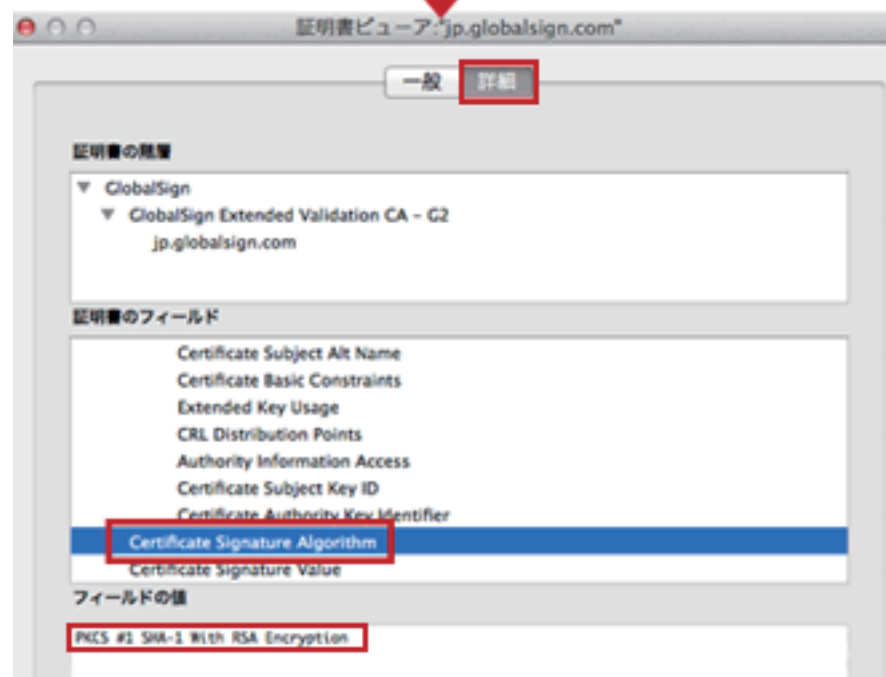 証明書ビューア:"jp.globalsign.com"
一般 詳細
証明書の階層
▼ GlobalSign
▼ GlobalSign Extended Validation CA - G2
jp.globalsign.com
証明書のフィールド
Certificate Subject Alt Name
Certificate Basic Constraints
Extended Key Usage
CRL Distribution Points
Authority Information Access
Certificate Subject Key ID
Certificate Authority Key Identifier
Certificate Signature Algorithm
Certificate Signature Value
フィールドの値
PKCS #1 SHA-1 With RSA Encryption